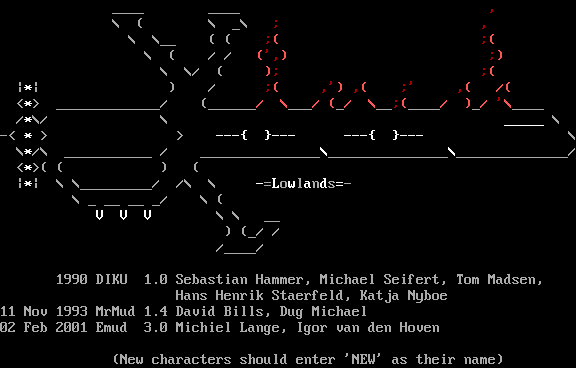 -=Lowlands=-
1990 DIKU 1.0 Sebastian Hammer, Michael Seifert, Tom Madsen,
Hans Henrik Staerfeld, Katja Nyboe
11 Nov 1993 MrMud 1.4 David Bills, Dug Michael
02 Feb 2001 Emud 3.0 Michiel Lange, Igor van den Hoven
(New characters should enter 'NEW' as their name)